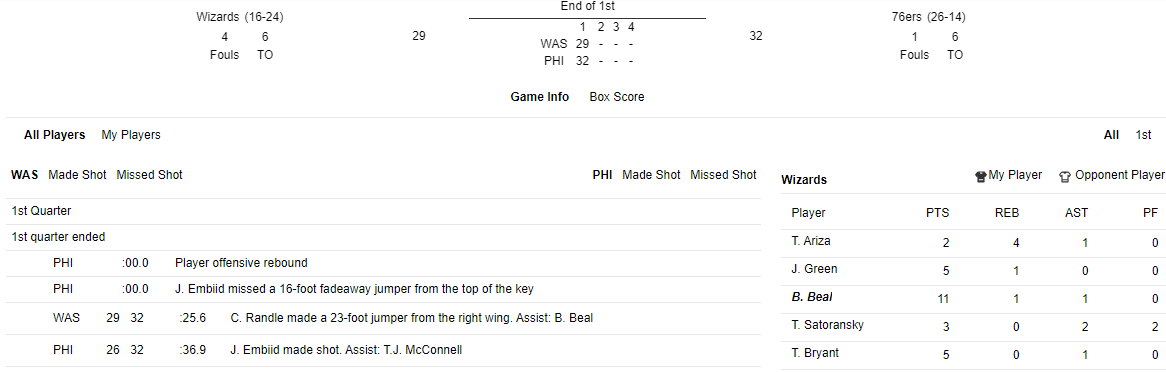 End of 1st
Wizards (16-24) 76ers (26-14)
1 2 3 4
4 6 29 WAS 29 - - - 32 1 6
Fouls TO PHI 32 - - - Fouls TO
Game Info Box Score
All Players My Players All 1st
WAS Made Shot Missed Shot PHI Made Shot Missed Shot
1st Quarter
1st quarter ended
PHI :00.0 Player offensive rebound
PHI :00.0 J. Embiid missed a 16-foot fadeaway jumper from the top of the key
WAS 29 32 :25.6 C. Randle made a 23-foot jumper from the right wing. Assist: B. Beal
PHI 26 32 :36.9 J. Embiid made shot. Assist: T.J. McConnell
Wizards My Player Opponent Player
Player PTS REB AST PF
T. Ariza 2 4 1 0
J. Green 5 1 0 0
B. Beal 11 1 1 0
T. Satoransky 3 0 2 2
T. Bryant 5 0 1 0